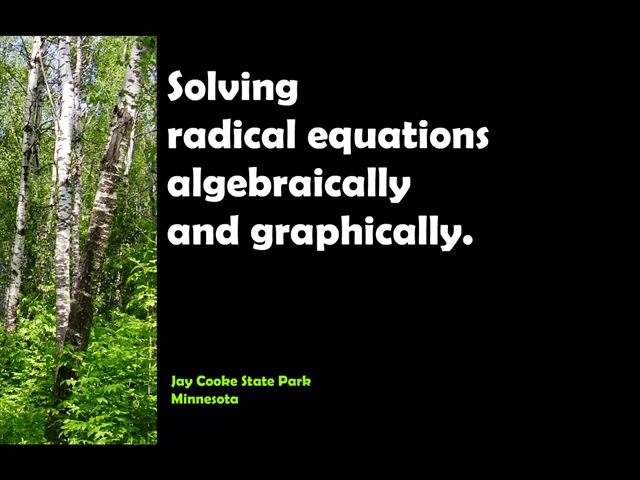 Solving
radical equations
algebraically
and graphically.
Jay Cooke State Park
Minnesota